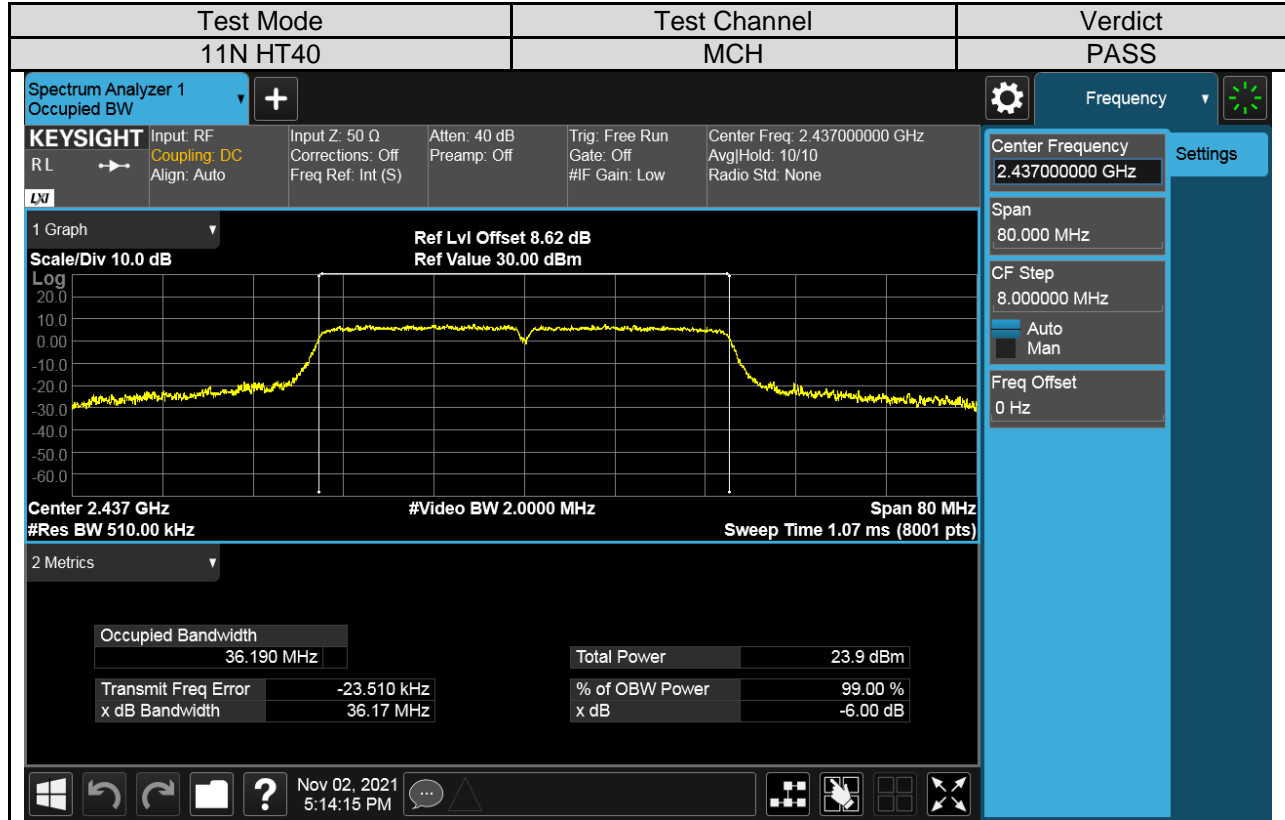 Test Mode Test Channel Verdict
11N HT40 MCH PASS
Spectrum Analyzer 1
Occupied BW
Frequency
KEYSIGHT
R L
LXI
Input: RF
Coupling: DC
Align: Auto
Input Z: 50 Ω
Corrections: Off
Freq Ref: Int (S)
Atten: 40 dB
Preamp: Off
Trig: Free Run
Gate: Off
#IF Gain: Low
Center Freq: 2.437000000 GHz
Avg|Hold: 10/10
Radio Std: None
Center Frequency
2.437000000 GHz
Settings
Span
80.000 MHz
CF Step
8.000000 MHz
Auto
Man
Freq Offset
0 Hz
1 Graph
Scale/Div 10.0 dB
Ref Lvl Offset 8.62 dB
Ref Value 30.00 dBm
Log
20.0
10.0
0.00
-10.0
-20.0
-30.0
-40.0
-50.0
-60.0
Center 2.437 GHz #Video BW 2.0000 MHz Span 80 MHz
#Res BW 510.00 kHz Sweep Time 1.07 ms (8001 pts)
2 Metrics
Occupied Bandwidth
36.190 MHz
Total Power 23.9 dBm
Transmit Freq Error -23.510 kHz
% of OBW Power 99.00 %
x dB Bandwidth 36.17 MHz
x dB -6.00 dB
?
Nov 02, 2021
5:14:15 PM